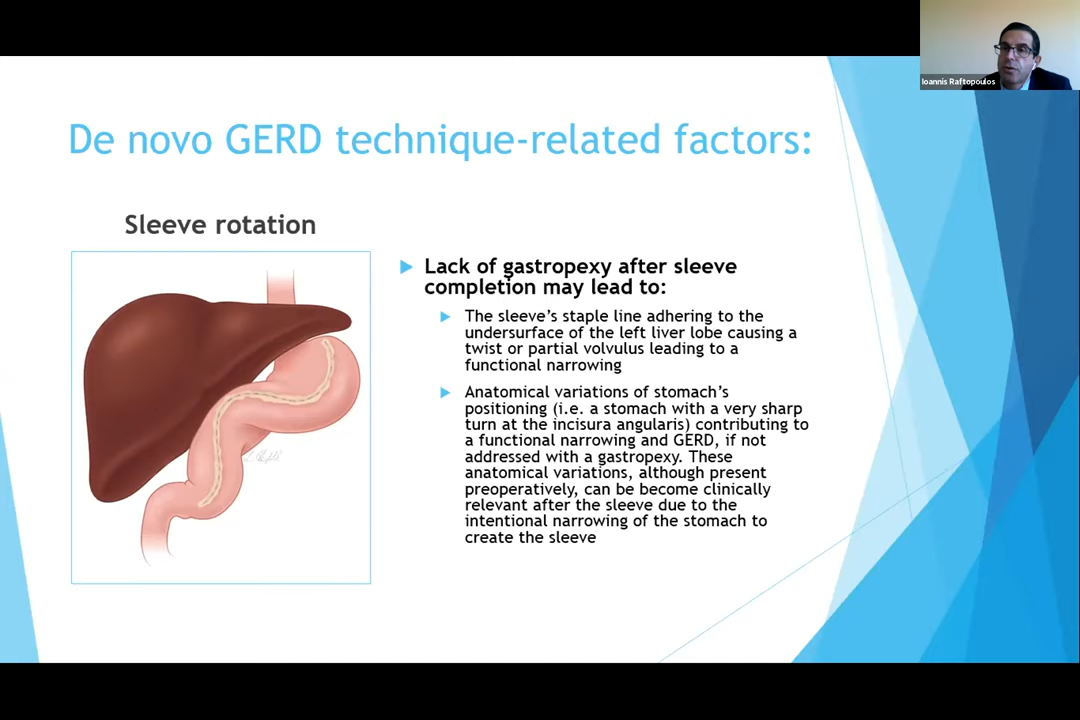 Ioannis Raftopoulos
De novo GERD technique-related factors:
Sleeve rotation
Lack of gastropexy after sleeve
completion may lead to:
The sleeve's staple line adhering to the
undersurface of the left liver lobe causing a
twist or partial volvulus leading to a
functional narrowing
Anatomical variations of stomach's
positioning (i.e. a stomach with a very sharp
turn at the incisura angularis) contributing to
a functional narrowing and GERD, if not
addressed with a gastropexy. These
anatomical variations, although present
preoperatively, can be become clinically
relevant after the sleeve due to the
intentional narrowing of the stomach to
create the sleeve